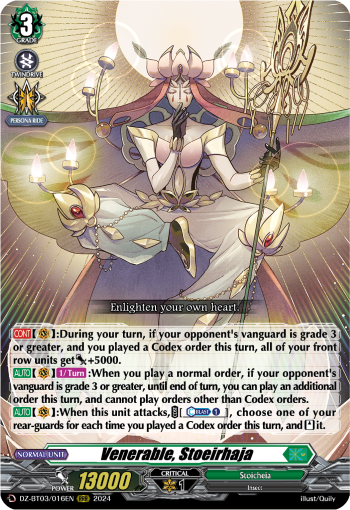 3
GRADE
TWINDRIVE
PERSONA RIDE
Enlighten your own heart.
CONT【 】:During your turn, if your opponent's vanguard is grade 3
or greater, and you played a Codex order this turn, all of your front
row units get +5000.
AUTO【 】1/Turn:When you play a normal order, if your opponent's
vanguard is grade 3 or greater, until end of turn, you can play an additional
order this turn, and cannot play orders other than Codex orders.
AUTO【 】:When this unit attacks, [C BLAST 1], choose one of your
rear-guards for each time you played a Codex order this turn, and it.
NORMAL UNIT
Venerable, Stoeirhaja
POWER 13000
CRITICAL
1
Stoicheia
Insect
DZ-BT03/016EN RRR 2024
illust/Quily